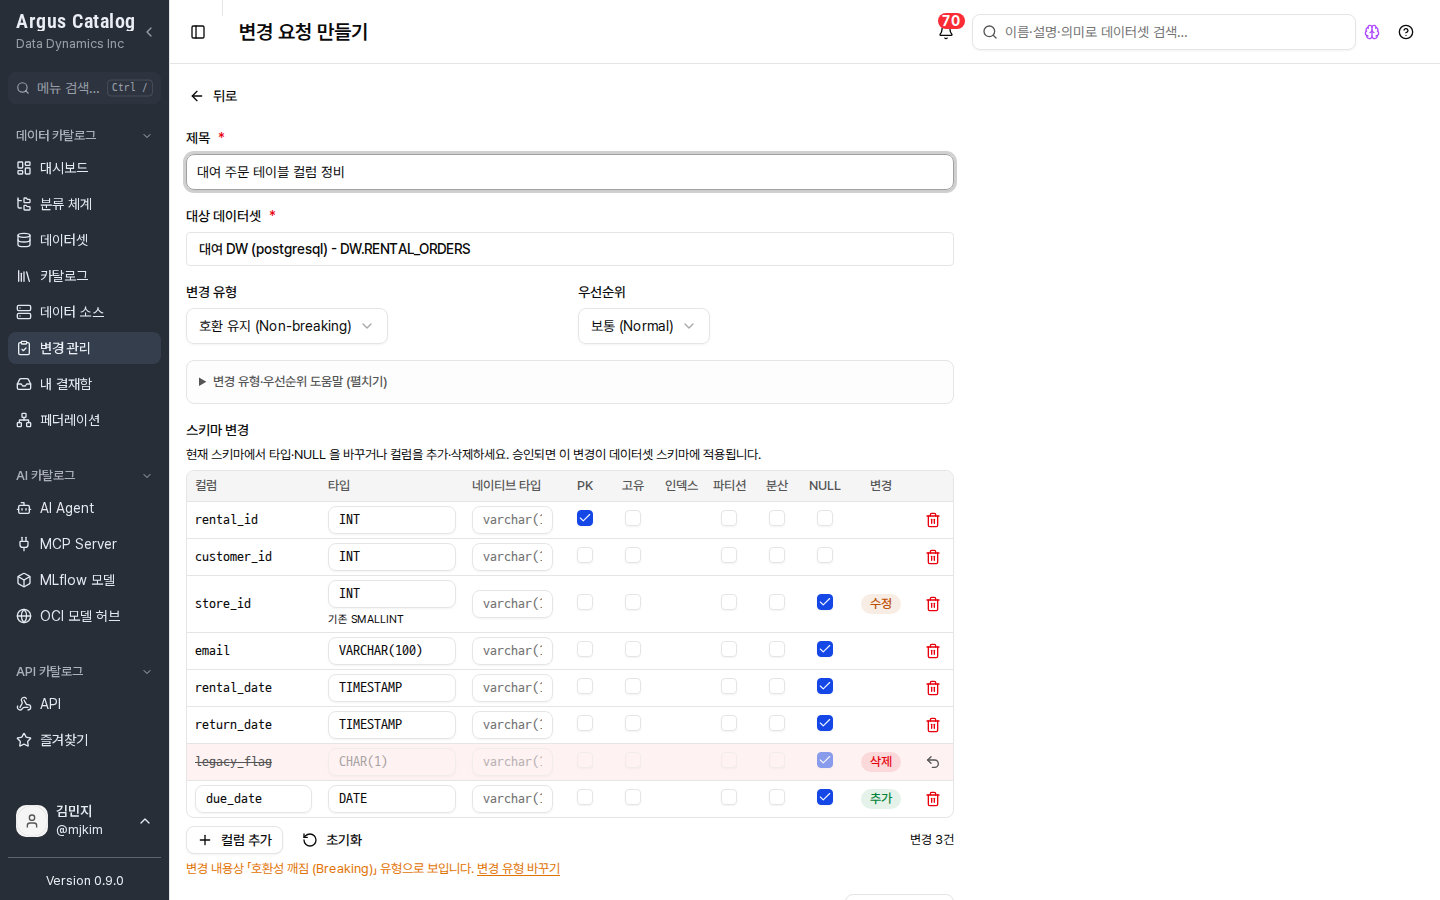 Argus Catalog
Data Dynamics Inc
메뉴 검색... Ctrl /
데이터 카탈로그
대시보드
분류 체계
데이터셋
카탈로그
데이터 소스
변경 관리
내 결재함
페더레이션
AI 카탈로그
AI Agent
MCP Server
MLflow 모델
OCI 모델 허브
API 카탈로그
API
즐겨찾기
김민지
@mjkim
Version 0.9.0
변경 요청 만들기
70
이름·설명·의미로 데이터셋 검색...
뒤로
제목 *
대여 주문 테이블 컬럼 정비
대상 데이터셋 *
대여 DW (postgresql) - DW.RENTAL_ORDERS
변경 유형 우선순위
호환 유지 (Non-breaking) 보통 (Normal)
▶ 변경 유형·우선순위 도움말 (펼치기)
스키마 변경
현재 스키마에서 타입·NULL 을 바꾸거나 컬럼을 추가·삭제하세요. 승인되면 이 변경이 데이터셋 스키마에 적용됩니다.
컬럼 타입 네이티브 타입 PK 고유 인덱스 파티션 분산 NULL 변경
rental_id INT varchar(
customer_id INT varchar(
store_id INT varchar( 수정
기존 SMALLINT
email VARCHAR(100) varchar(
rental_date TIMESTAMP varchar(
return_date TIMESTAMP varchar(
legacy_flag CHAR(1) varchar( 삭제
due_date DATE varchar( 추가
컬럼 추가 초기화 변경 3건
변경 내용상 「호환성 깨짐 (Breaking)」 유형으로 보입니다. 변경 유형 바꾸기